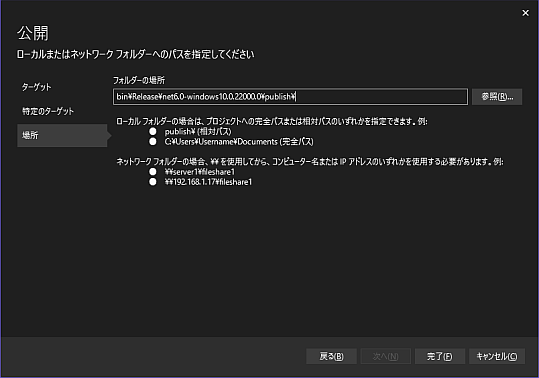 公開
ローカルまたはネットワーク フォルダーへのパスを指定してください
ターゲット
特定のターゲット
場所
フォルダーの場所
bin¥Release¥net6.0-windows10.0.22000.0¥publish¥
参照(R)...
ローカル フォルダーの場合は、プロジェクトへの完全パスまたは相対パスのいずれかを指定できます。例:
● publish¥ (相対パス)
● C:¥Users¥Username¥Documents (完全パス)
ネットワーク フォルダーの場合、¥¥ を使用してから、コンピューター名または IP アドレスのいずれかを使用する必要があります。例:
● ¥¥server1¥fileshare1
● ¥¥192.168.1.17¥fileshare1
戻る(B)
次へ(N)
完了(F)
キャンセル(C)